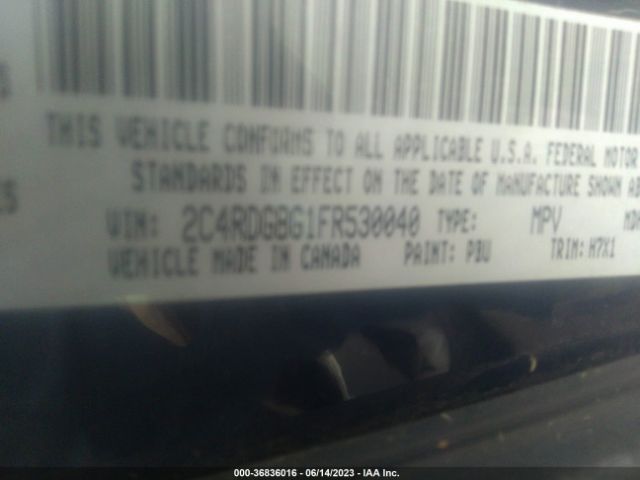 THIS VEHICLE CONFORMS TO ALL APPLICABLE U.S.A. FEDERAL MOTOR
STANDARDS IN EFFECT ON THE DATE OF MANUFACTURE SHOWN
VIN: 2C4RDGBG1FR530040 TYPE: MPV
VEHICLE MADE IN CANADA PAINT: PBU TRIM: H7X1
000-36836016 - 06/14/2023 - IAA Inc.